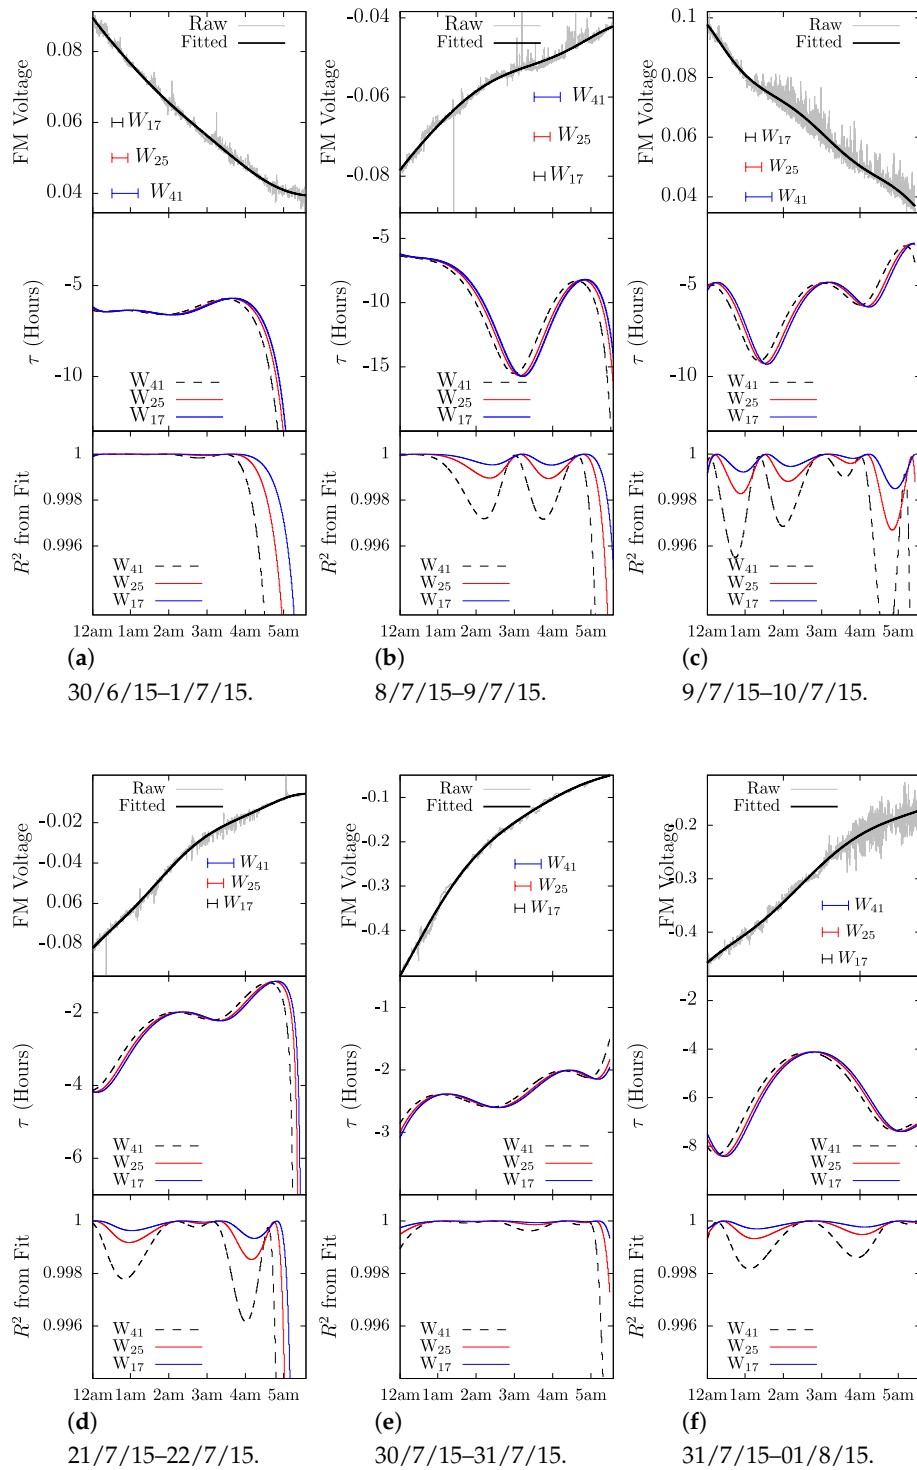 Raw
Fitted
0.08
0.06
0.04
FM Voltage
W17
W25
W41
-5
-10
τ (Hours)
W41
W25
W17
1
0.998
0.996
R² from Fit
W41
W25
W17
12am 1am 2am 3am 4am 5am
(a)
30/6/15–1/7/15.
Raw
Fitted
-0.04
-0.06
-0.08
FM Voltage
W41
W25
W17
-5
-10
-15
τ (Hours)
W41
W25
W17
1
0.998
0.996
R² from Fit
W41
W25
W17
12am 1am 2am 3am 4am 5am
(b)
8/7/15–9/7/15.
Raw
Fitted
0.1
0.08
0.06
0.04
FM Voltage
W17
W25
W41
-5
-10
τ (Hours)
W41
W25
W17
1
0.998
0.996
R² from Fit
W41
W25
W17
12am 1am 2am 3am 4am 5am
(c)
9/7/15–10/7/15.
Raw
Fitted
-0.02
-0.04
0.06
-0.08
FM Voltage
W41
W25
W17
-2
-4
-6
τ (Hours)
W41
W25
W17
1
0.998
0.996
R² from Fit
W41
W25
W17
12am 1am 2am 3am 4am 5am
(d)
21/7/15–22/7/15.
Raw
Fitted
-0.1
-0.2
-0.3
-0.4
FM Voltage
W41
W25
W17
-1
-2
-3
τ (Hours)
W41
W25
W17
1
0.998
0.996
R² from Fit
W41
W25
W17
12am 1am 2am 3am 4am 5am
(e)
30/7/15–31/7/15.
Raw
Fitted
-0.2
-0.3
-0.4
FM Voltage
W41
W25
W17
-2
-4
-6
-8
τ (Hours)
W41
W25
W17
1
0.998
0.996
R² from Fit
W41
W25
W17
12am 1am 2am 3am 4am 5am
(f)
31/7/15–01/8/15.